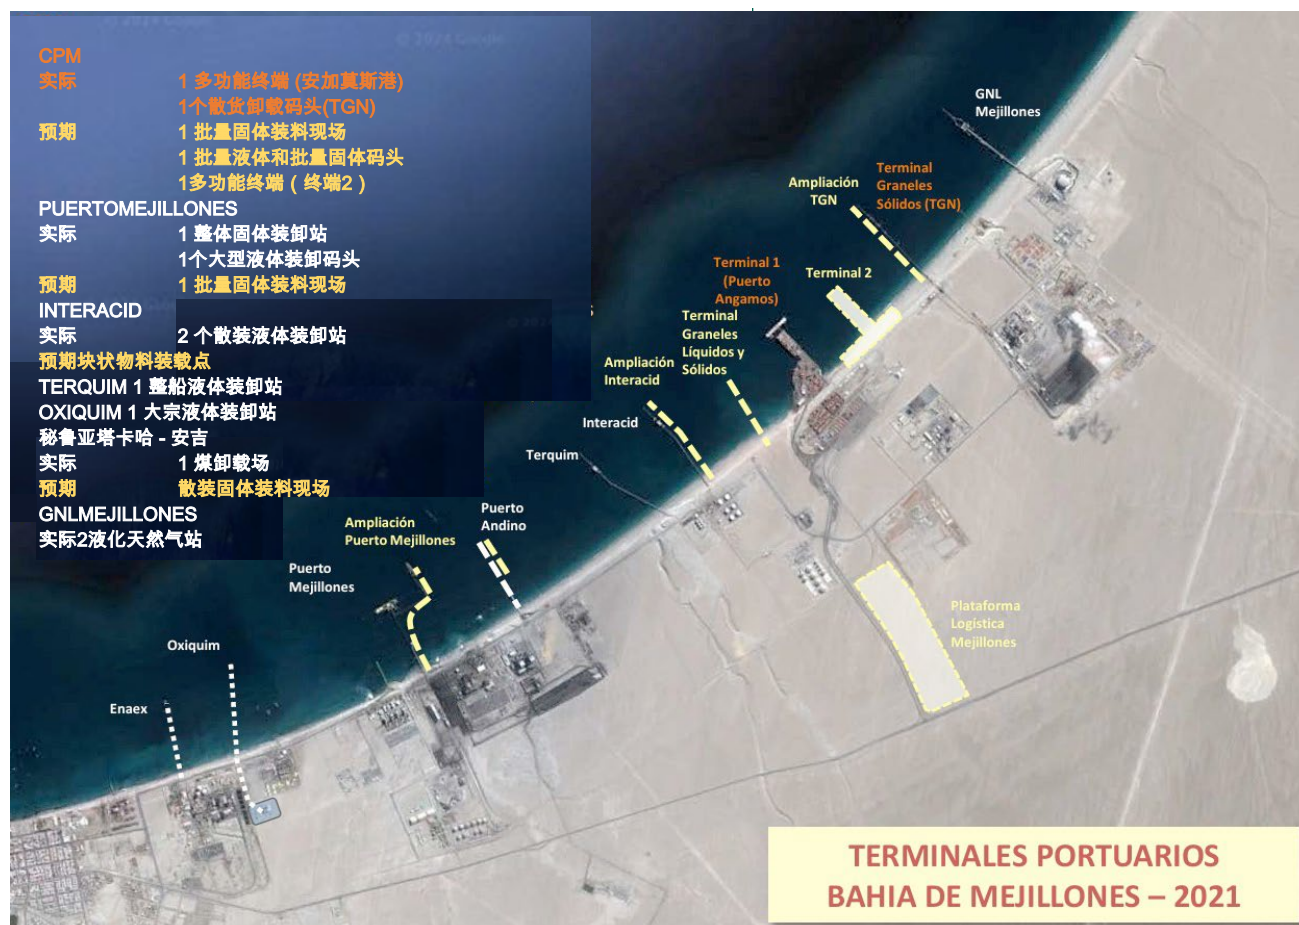 CPM
实际 1 多功能终端 (安加莫斯港)
1个散货卸载码头(TGN)
预期 1 批量固体装料现场
1 批量液体和批量固体码头
1多功能终端（终端2）
PUERTOMEJILLONES
实际 1 整体固体装卸站
1个大型液体装卸码头
预期 1 批量固体装料现场
INTERACID
实际 2 个散装液体装卸站
预期块状物料装载点
TERQUIM 1 整船液体装卸站
OXIQUIM 1 大宗液体装卸站
秘鲁亚塔卡哈 - 安吉
实际 1 煤卸载场
预期 散装固体装料现场
GNLMEJILLONES
实际2液化天然气站
GNL
Mejillones
Terminal
Graneles
Sólidos (TGN)
Ampliación
TGN
Terminal 1
(Puerto
Angamos)
Terminal 2
Terminal
Graneles
Líquidos y
Sólidos
Ampliación
Interacid
Interacid
Terquim
Puerto
Andino
Ampliación
Puerto Mejillones
Puerto
Mejillones
Oxiquim
Enaex
Plataforma
Logística
Mejillones
TERMINALES PORTUARIOS
BAHIA DE MEJILLONES – 2021